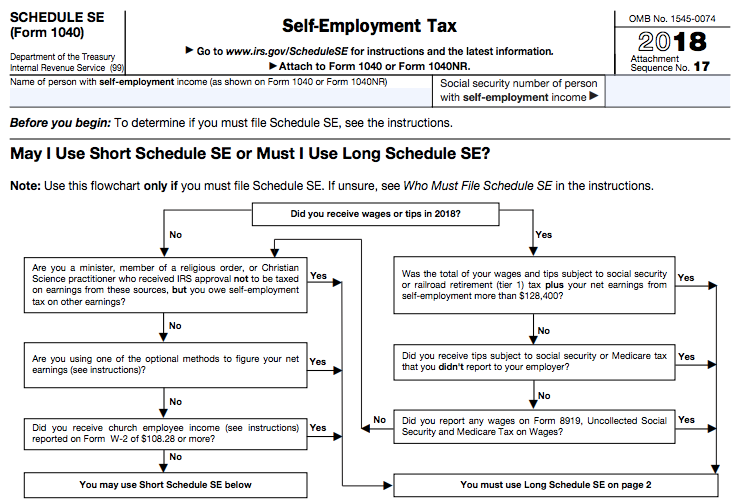 SCHEDULE SE
(Form 1040)
Department of the Treasury
Internal Revenue Service (99)
Self-Employment Tax
▶ Go to www.irs.gov/ScheduleSE for instructions and the latest information.
▶ Attach to Form 1040 or Form 1040NR.
OMB No. 1545-0074
2018
Attachment
Sequence No. 17
Name of person with self-employment income (as shown on Form 1040 or Form 1040NR)
Social security number of person
with self-employment income ▶
Before you begin: To determine if you must file Schedule SE, see the instructions.
May I Use Short Schedule SE or Must I Use Long Schedule SE?
Note: Use this flowchart only if you must file Schedule SE. If unsure, see Who Must File Schedule SE in the instructions.
Did you receive wages or tips in 2018?
No
Yes
Are you a minister, member of a religious order, or Christian
Science practitioner who received IRS approval not to be taxed
on earnings from these sources, but you owe self-employment
tax on other earnings?
Yes
Was the total of your wages and tips subject to social security
or railroad retirement (tier 1) tax plus your net earnings from
self-employment more than $128,400?
Yes
No
No
Are you using one of the optional methods to figure your net
earnings (see instructions)?
Yes
Did you receive tips subject to social security or Medicare tax
that you didn't report to your employer?
Yes
No
No
Did you receive church employee income (see instructions)
reported on Form W-2 of $108.28 or more?
Yes
No
Did you report any wages on Form 8919, Uncollected Social
Security and Medicare Tax on Wages?
Yes
No
You may use Short Schedule SE below
You must use Long Schedule SE on page 2